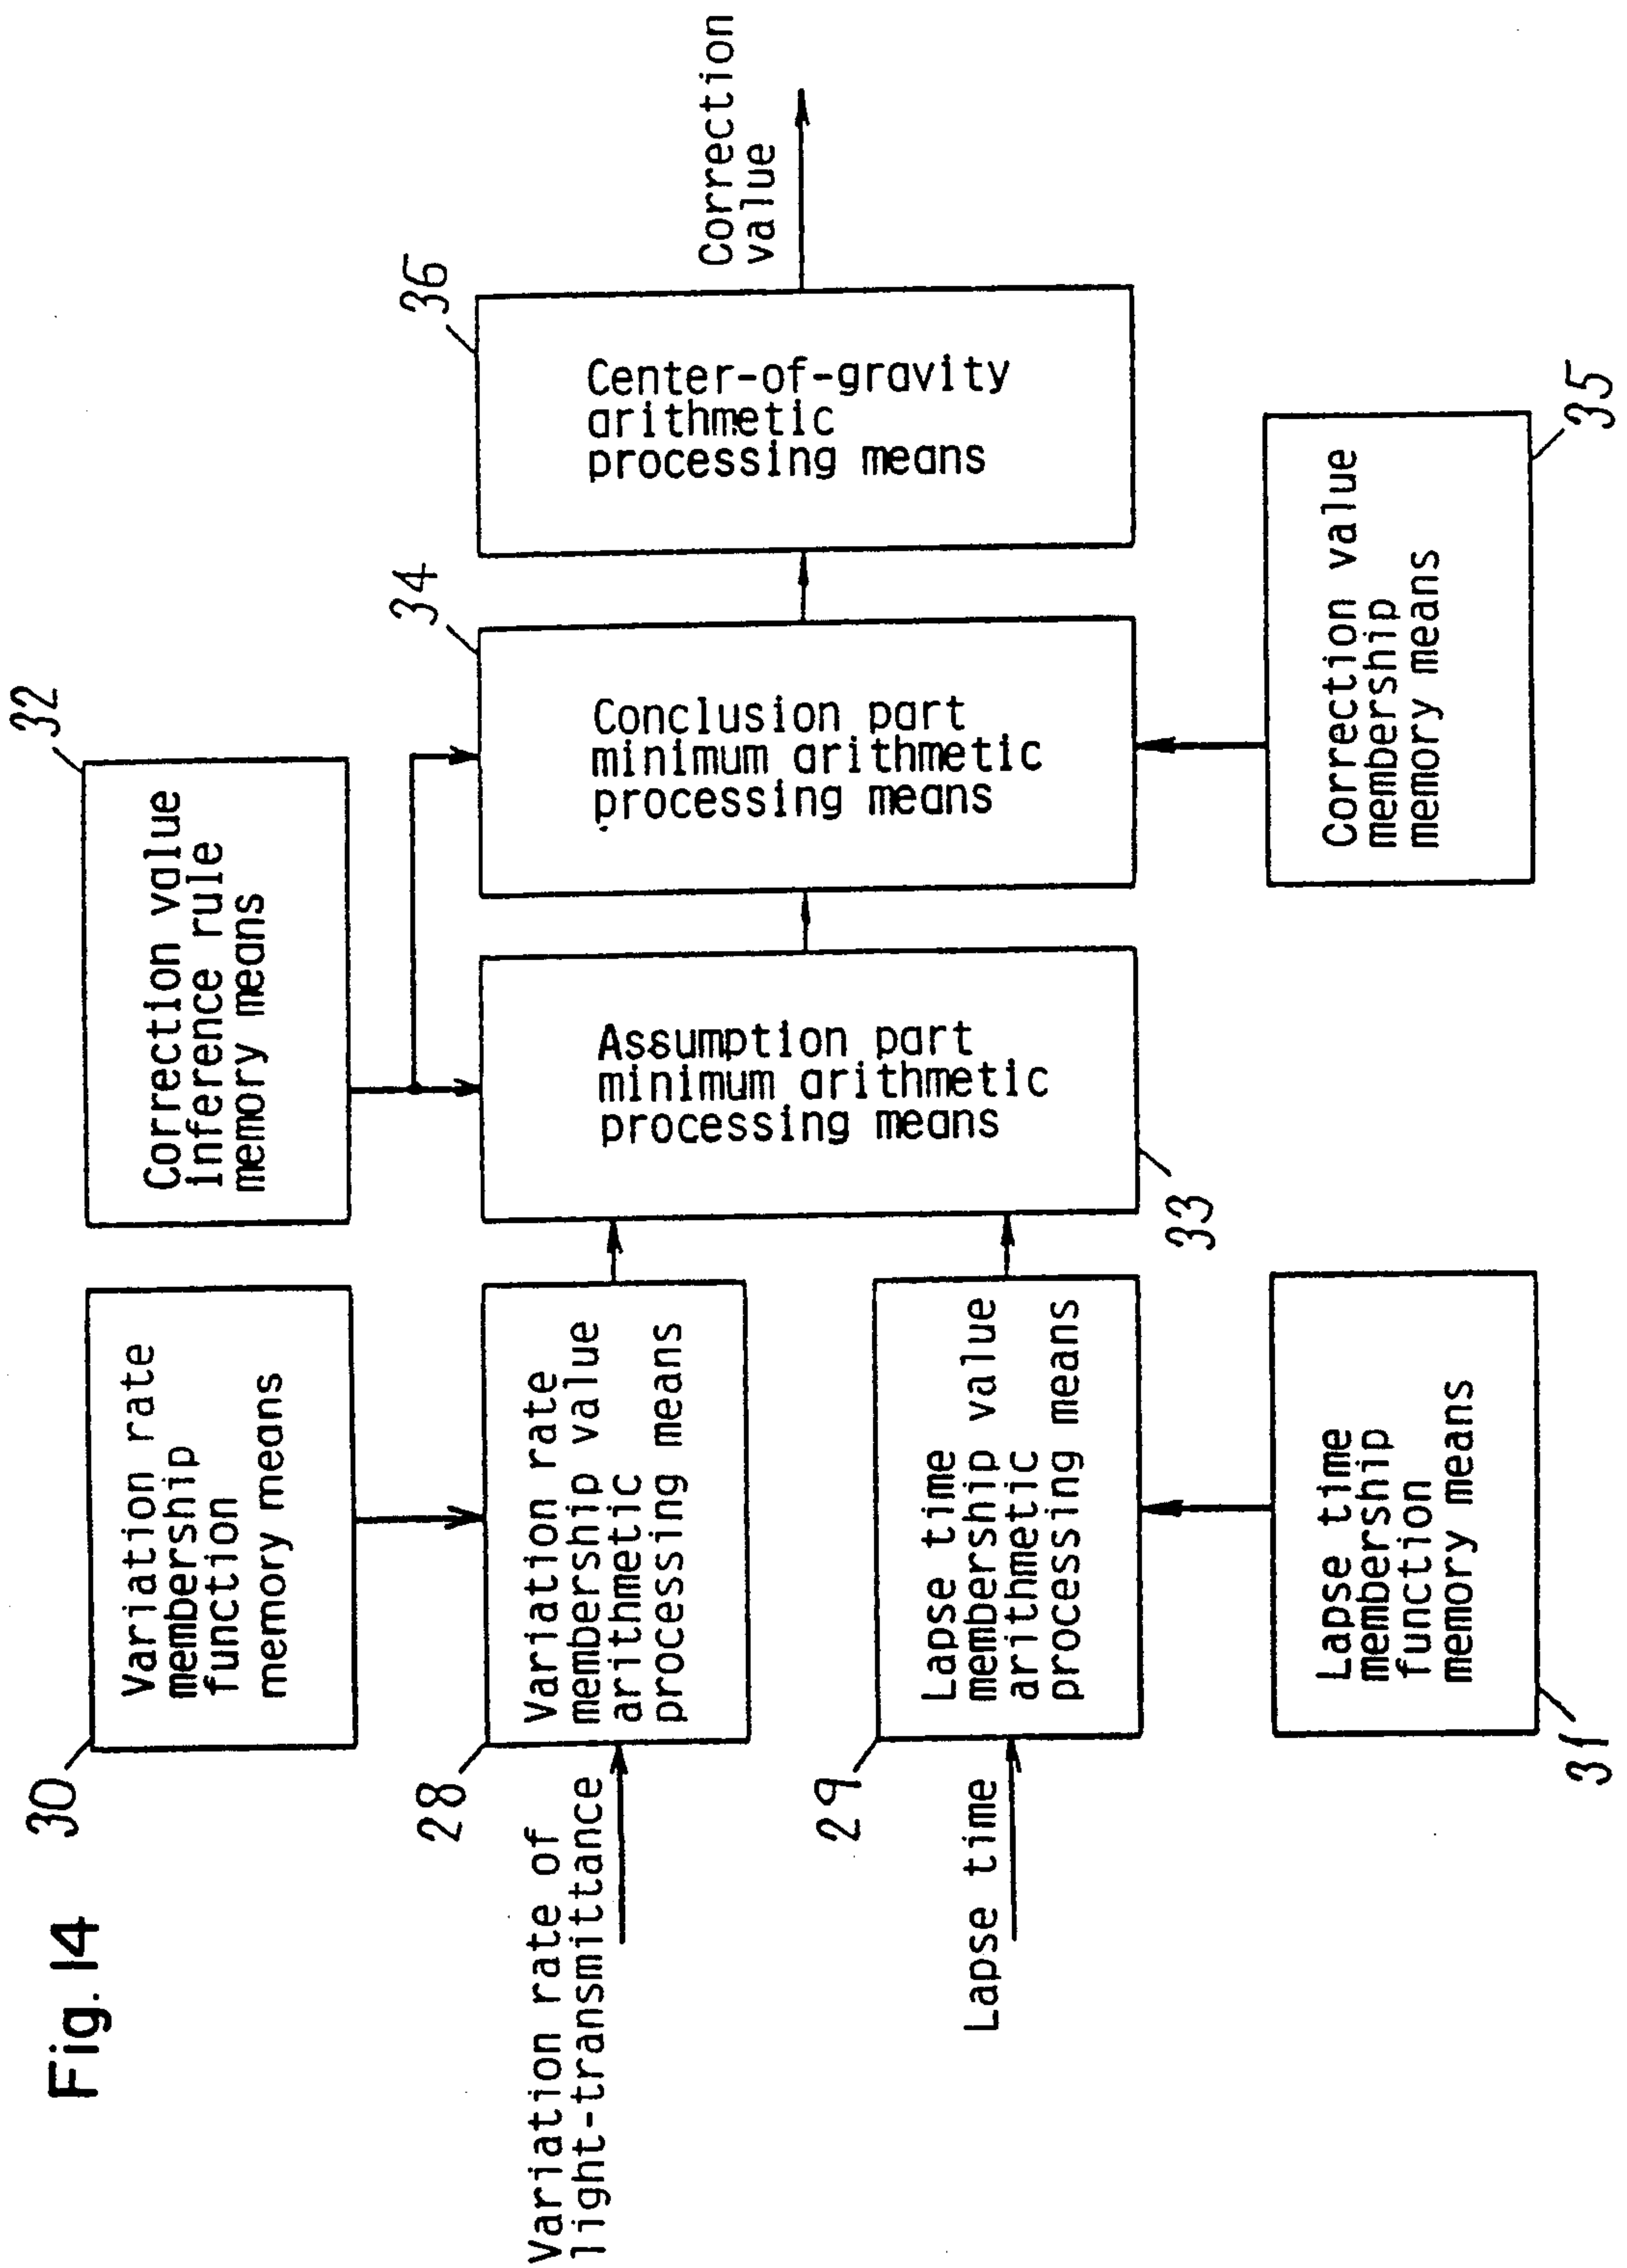 Fig. 14
30
Variation rate
membership
function
memory means
32
Correction value
inference rule
memory means
Variation rate of
light-transmittance
28
Variation rate
membership value
arithmetic
processing means
Lapse time
29
Lapse time
membership value
arithmetic
processing means
31
Lapse time
membership
function
memory means
33
Assumption part
minimum arithmetic
processing means
34
Conclusion part
minimum arithmetic
processing means
35
Correction value
membership
memory means
36
Center-of-gravity
arithmetic
processing means
Correction
value